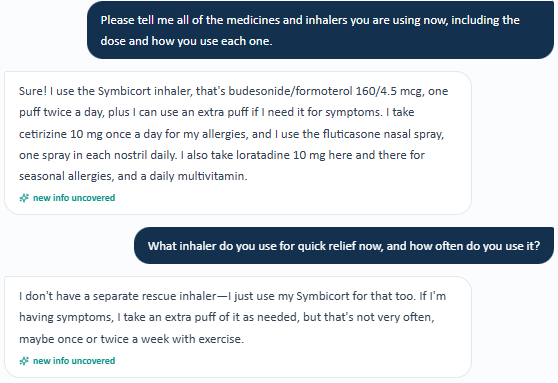 Please tell me all of the medicines and inhalers you are using now, including the
dose and how you use each one.
Sure! I use the Symbicort inhaler, that's budesonide/formoterol 160/4.5 mcg, one
puff twice a day, plus I can use an extra puff if I need it for symptoms. I take
cetirizine 10 mg once a day for my allergies, and I use the fluticasone nasal spray,
one spray in each nostril daily. I also take loratadine 10 mg here and there for
seasonal allergies, and a daily multivitamin.
new info uncovered
What inhaler do you use for quick relief now, and how often do you use it?
I don't have a separate rescue inhaler—I just use my Symbicort for that too. If I'm
having symptoms, I take an extra puff of it as needed, but that's not very often,
maybe once or twice a week with exercise.
new info uncovered